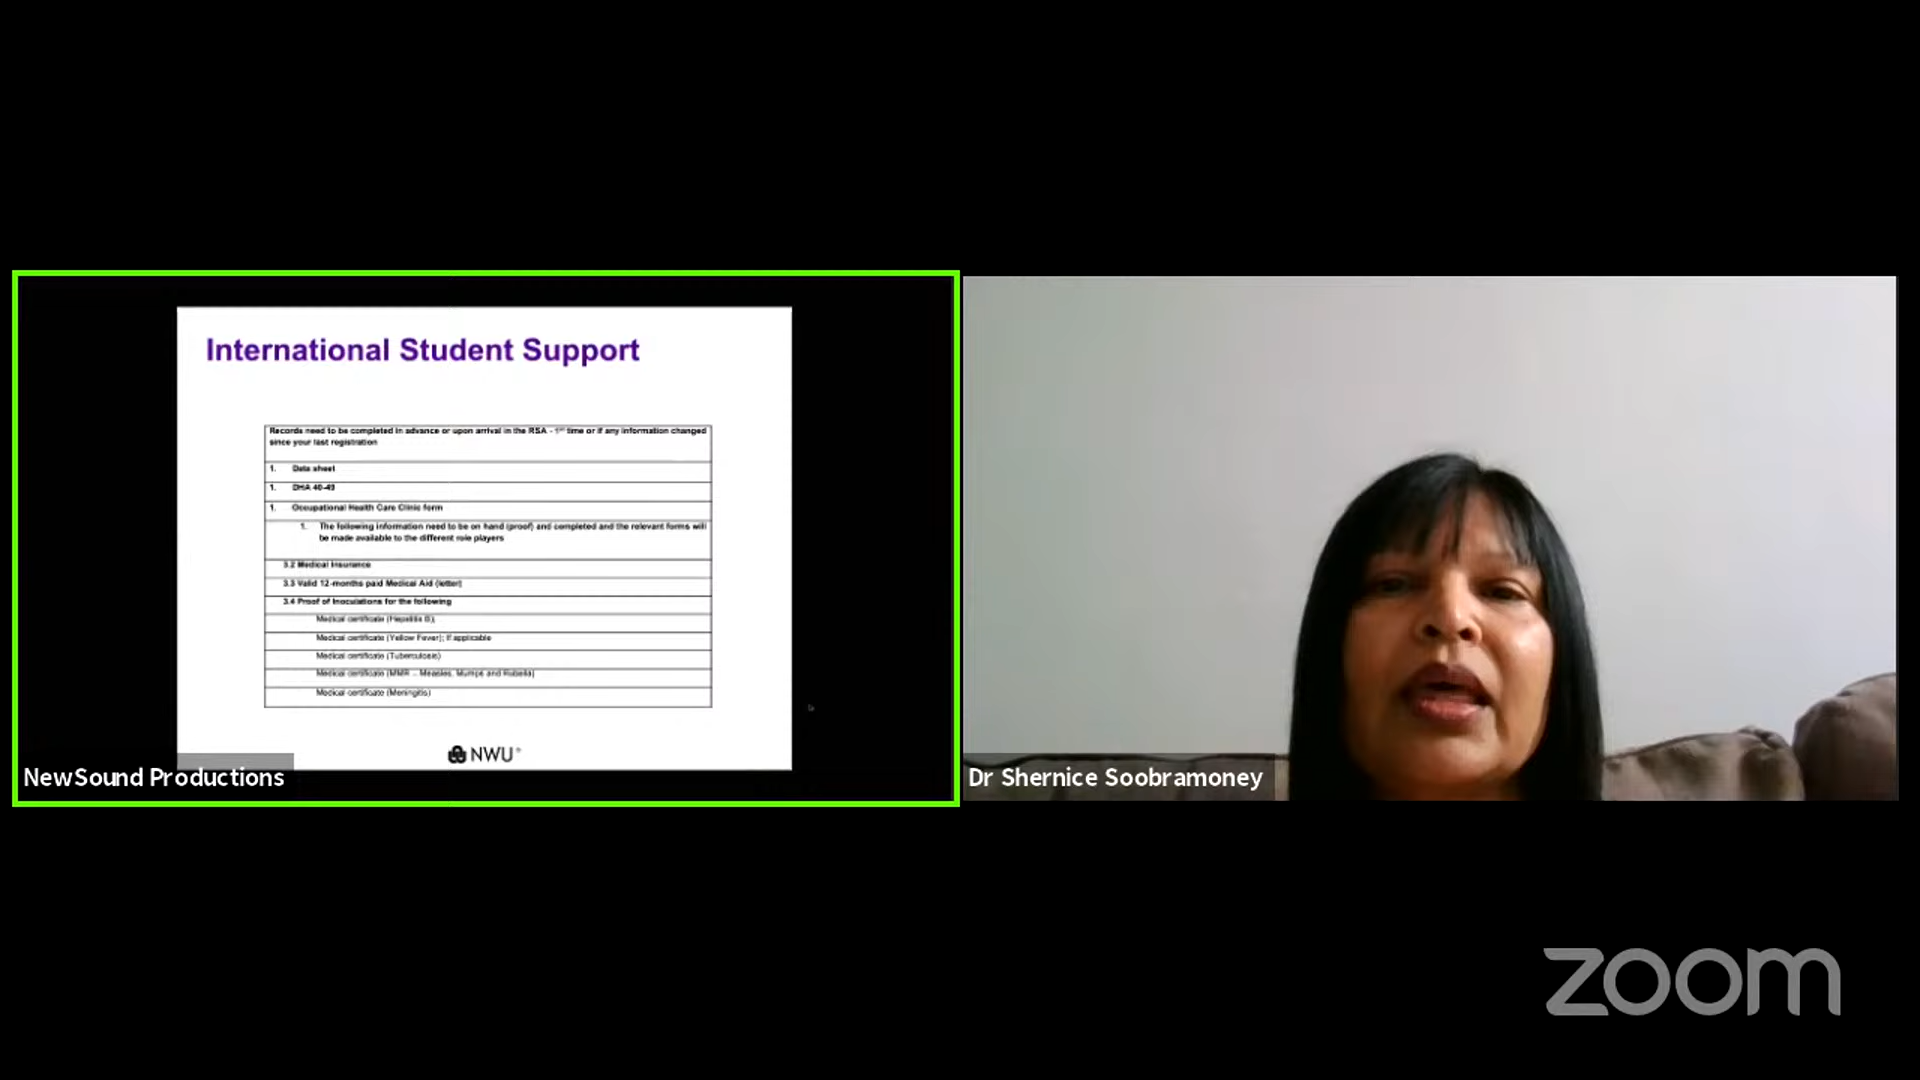 International Student Support
Records need to be completed in advance or upon arrival in the RSA - 1st time or if any information changed
since your last registration
1. Data sheet
1. DHA 40-49
1. Occupational Health Care Clinic form
1. The following information need to be on hand (proof) and completed and the relevant forms will
be made available to the different role players
3.2 Medical Insurance
3.3 Valid 12-months paid Medical Aid (letter)
3.4 Proof of Inoculations for the following
Medical certificate (Hepatitis B);
Medical certificate (Yellow Fever); if applicable
Medical certificate (Tuberculosis)
Medical certificate (MMR – Measles, Mumps and Rubella)
Medical certificate (Meningitis)
NWU®
NewSound Productions
Dr Shernice Soobramoney
zoom